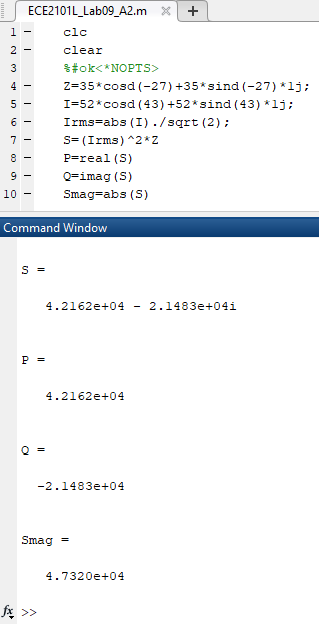 ECE2101L_Lab09_A2.m × +
1 – clc
2 – clear
3 %#ok<*NOPTS>
4 – Z=35*cosd(-27)+35*sind(-27)*1j;
5 – I=52*cosd(43)+52*sind(43)*1j;
6 – Irms=abs(I)./sqrt(2);
7 – S=(Irms)^2*Z
8 – P=real(S)
9 – Q=imag(S)
10 – Smag=abs(S)
Command Window
S =
4.2162e+04 - 2.1483e+04i
P =
4.2162e+04
Q =
-2.1483e+04
Smag =
4.7320e+04
fx >>